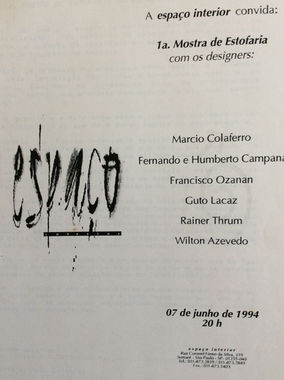 A espaço interior convida:
1a. Mostra de Estofaria
com os designers:
Marcio Colaferro
Fernando e Humberto Campana
Francisco Ozanan
Guto Lacaz
Rainer Thrum
Wilton Azevedo
espaço
07 de junho de 1994
20 h
espaço interior